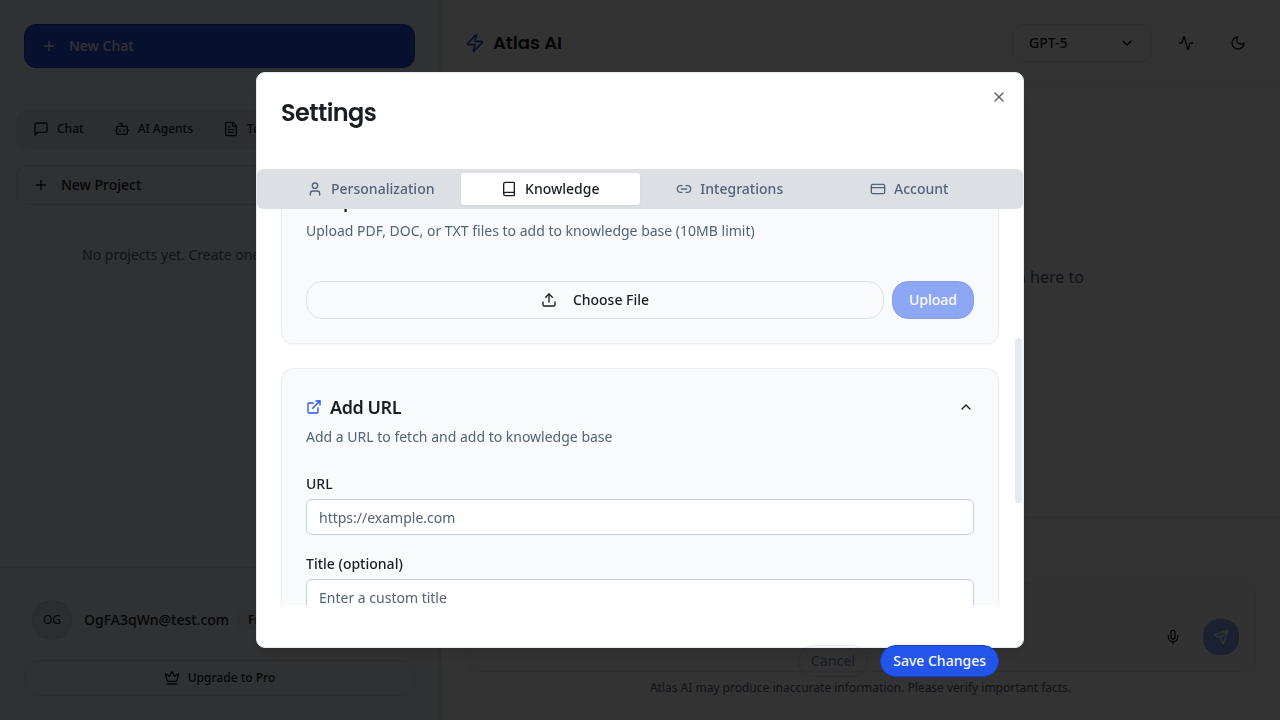 New Chat
Atlas AI
GPT-5
Settings
Chat
AI Agents
New Project
Personalization
Knowledge
Integrations
Account
Upload PDF, DOC, or TXT files to add to knowledge base (10MB limit)
No projects yet. Create one
here to
Choose File
Upload
Add URL
Add a URL to fetch and add to knowledge base
URL
https://example.com
Title (optional)
Enter a custom title
OG
OgFA3qWn@test.com
Cancel
Save Changes
Upgrade to Pro
Atlas AI may produce inaccurate information. Please verify important facts.